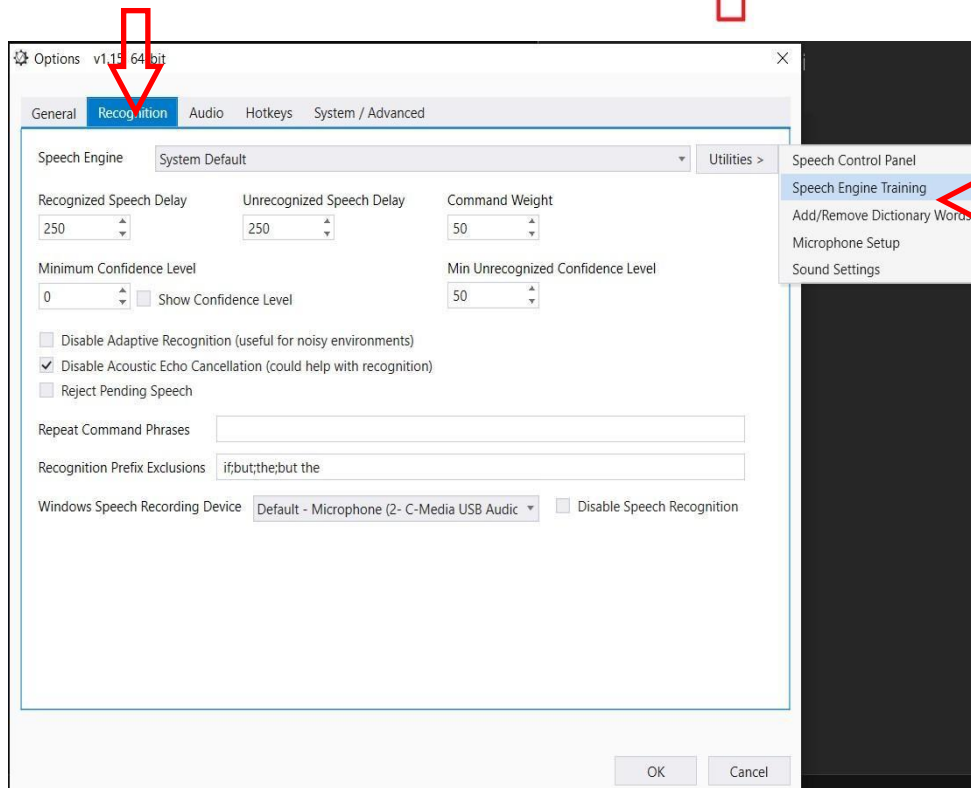 Options v1.15 64-bit
General Recognition Audio Hotkeys System / Advanced
Speech Engine System Default Utilities >
Speech Control Panel
Speech Engine Training
Add/Remove Dictionary Words
Microphone Setup
Sound Settings
Recognized Speech Delay Unrecognized Speech Delay Command Weight
250 250 50
Minimum Confidence Level Min Unrecognized Confidence Level
0 Show Confidence Level 50
Disable Adaptive Recognition (useful for noisy environments)
Disable Acoustic Echo Cancellation (could help with recognition)
Reject Pending Speech
Repeat Command Phrases
Recognition Prefix Exclusions if;but;the;but the
Windows Speech Recording Device Default - Microphone (2- C-Media USB Audic Disable Speech Recognition
OK Cancel